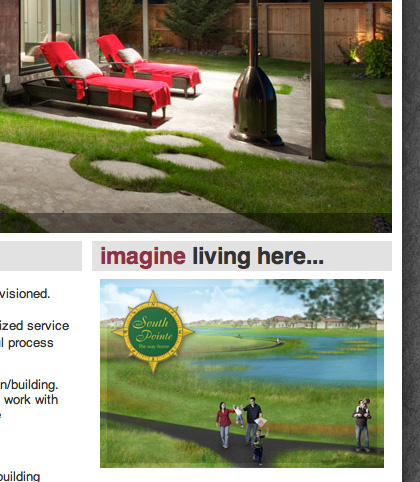 imagine living here...
visioned.
ized service
l process
n/building.
work with
e
building
South
Pointe
the way home